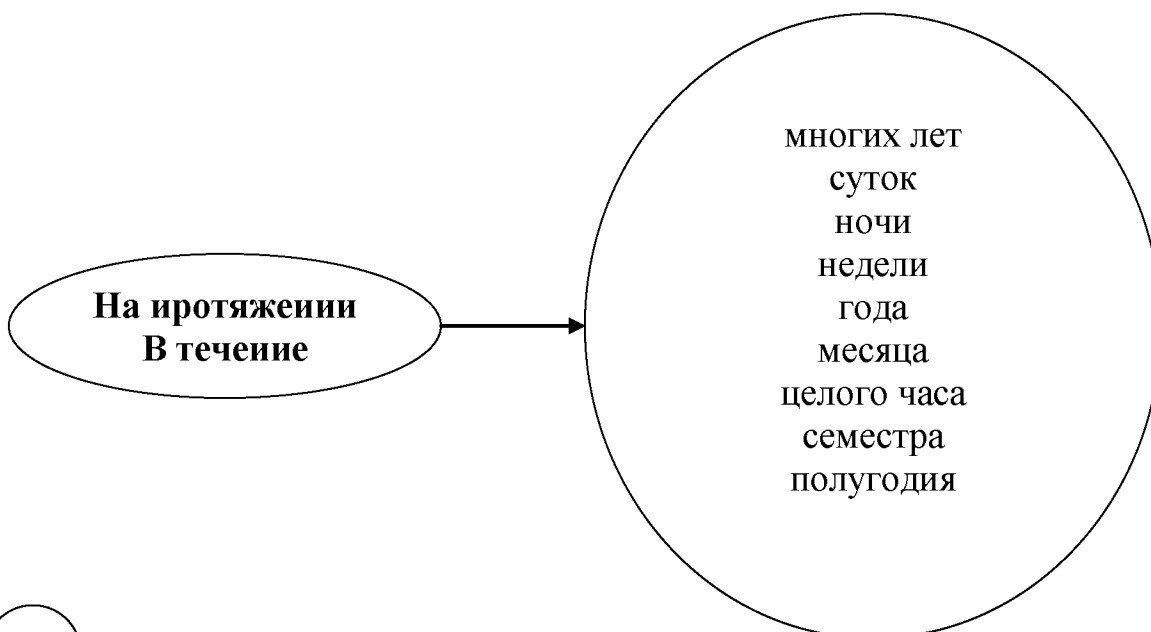 На иротяжеиии
В течеиие
многих лет
суток
ночи
недели
года
месяца
целого часа
семестра
полугодия